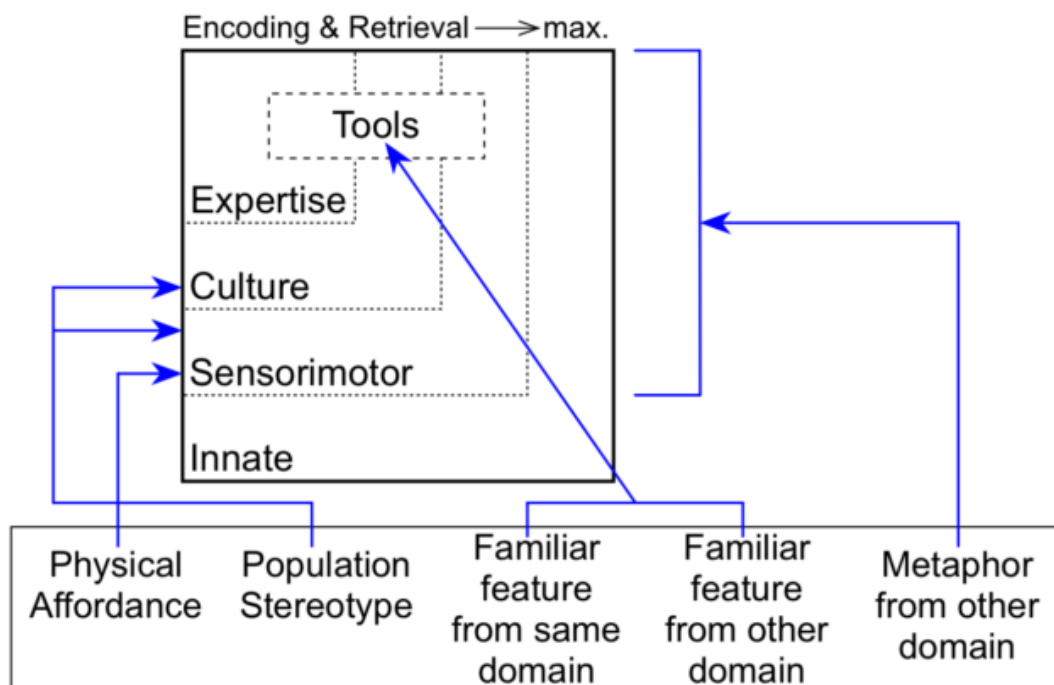 Encoding & Retrieval → max.
Tools
Expertise
Culture
Sensorimotor
Innate
Physical
Affordance
Population
Stereotype
Familiar
feature
from same
domain
Familiar
feature
from other
domain
Metaphor
from other
domain